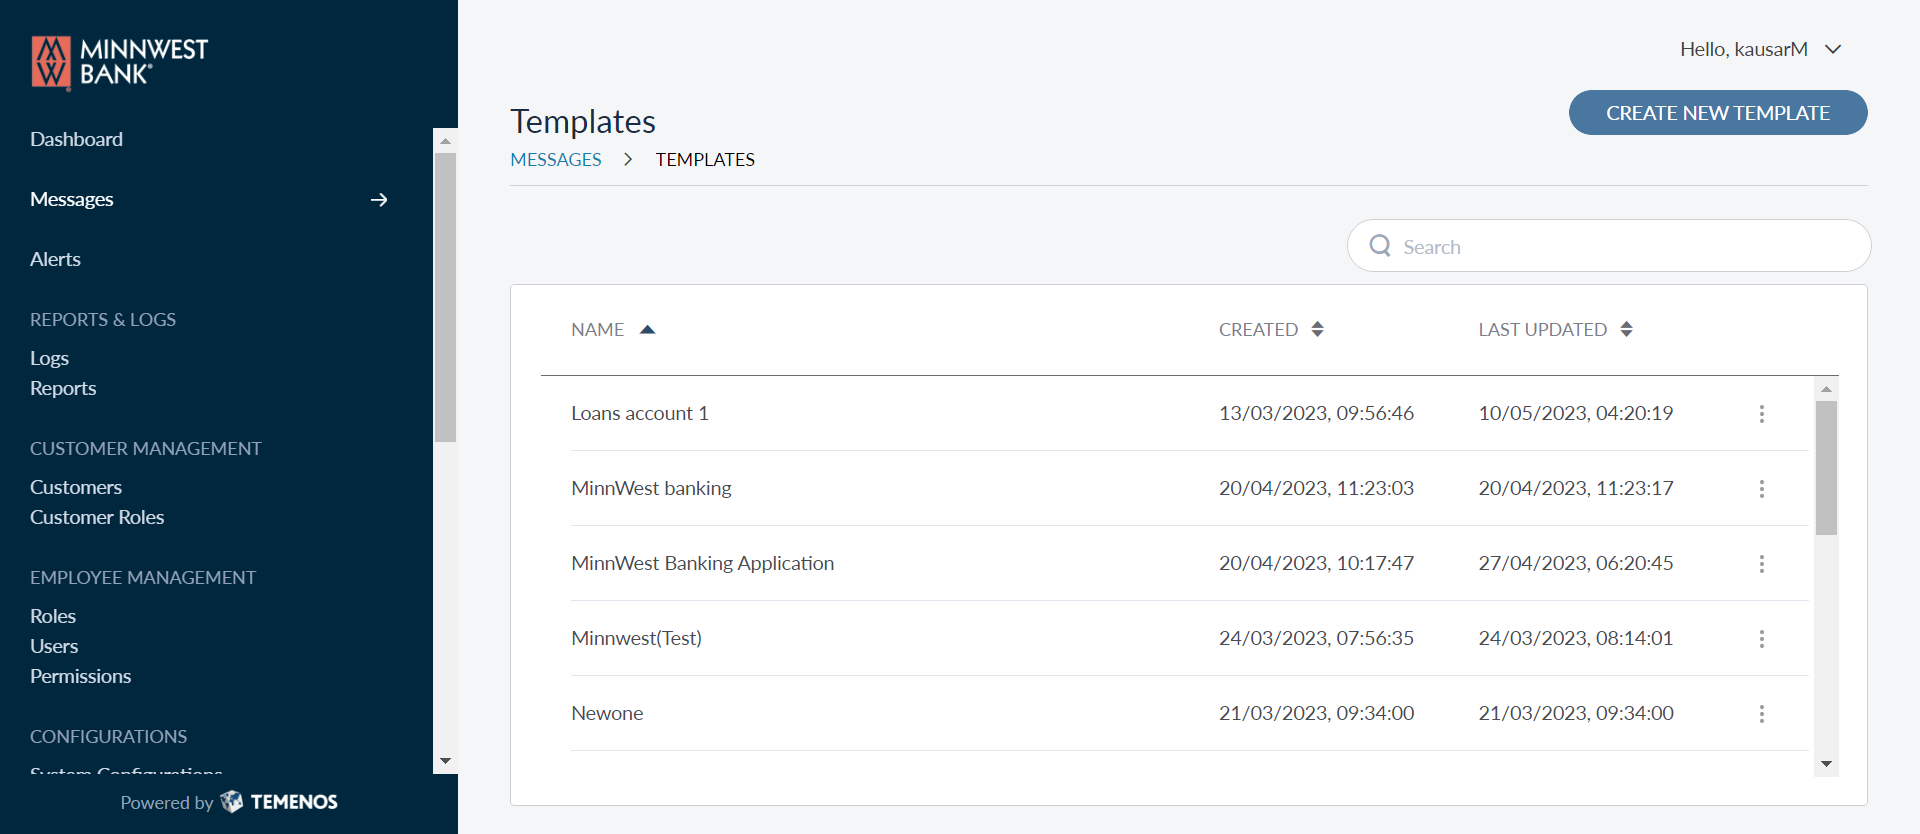 MINNWEST
BANK®
Dashboard
Messages
Alerts
REPORTS & LOGS
Logs
Reports
CUSTOMER MANAGEMENT
Customers
Customer Roles
EMPLOYEE MANAGEMENT
Roles
Users
Permissions
CONFIGURATIONS
System Configurations
Powered by TEMENOS
Hello, kausarM
Templates
CREATE NEW TEMPLATE
MESSAGES > TEMPLATES
Search
NAME CREATED LAST UPDATED
Loans account 1 13/03/2023, 09:56:46 10/05/2023, 04:20:19
MinnWest banking 20/04/2023, 11:23:03 20/04/2023, 11:23:17
MinnWest Banking Application 20/04/2023, 10:17:47 27/04/2023, 06:20:45
Minnwest(Test) 24/03/2023, 07:56:35 24/03/2023, 08:14:01
Newone 21/03/2023, 09:34:00 21/03/2023, 09:34:00